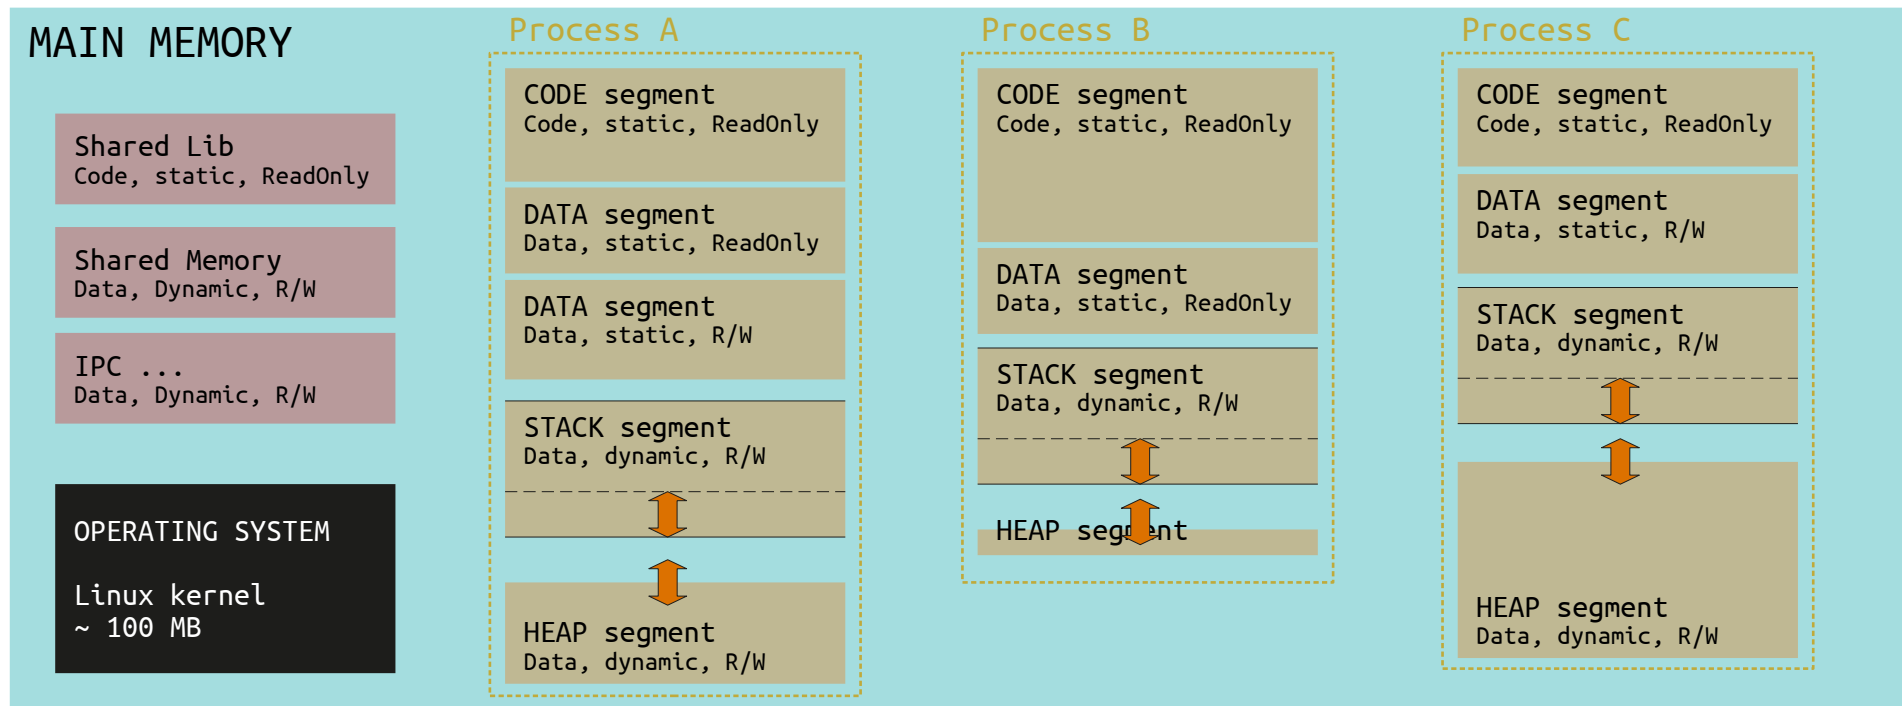 MAIN MEMORY
Shared Lib
Code, static, ReadOnly
Shared Memory
Data, Dynamic, R/W
IPC ...
Data, Dynamic, R/W
OPERATING SYSTEM
Linux kernel
~ 100 MB
Process A
CODE segment
Code, static, ReadOnly
DATA segment
Data, static, ReadOnly
DATA segment
Data, static, R/W
STACK segment
Data, dynamic, R/W
HEAP segment
Data, dynamic, R/W
Process B
CODE segment
Code, static, ReadOnly
DATA segment
Data, static, ReadOnly
STACK segment
Data, dynamic, R/W
HEAP segment
Process C
CODE segment
Code, static, ReadOnly
DATA segment
Data, static, R/W
STACK segment
Data, dynamic, R/W
HEAP segment
Data, dynamic, R/W